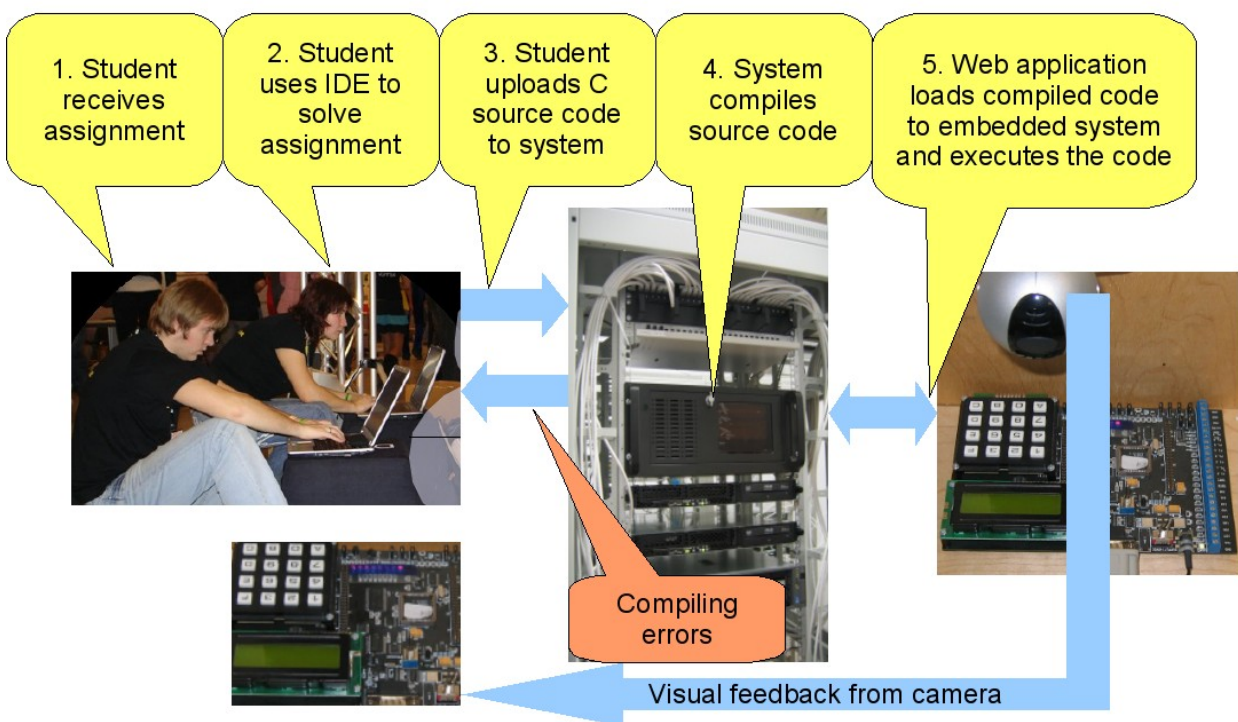 1. Student
receives
assignment
2. Student
uses IDE to
solve
assignment
3. Student
uploads C
source code
to system
4. System
compiles
source code
5. Web application
loads compiled code
to embedded system
and executes the code
Compiling
errors
Visual feedback from camera